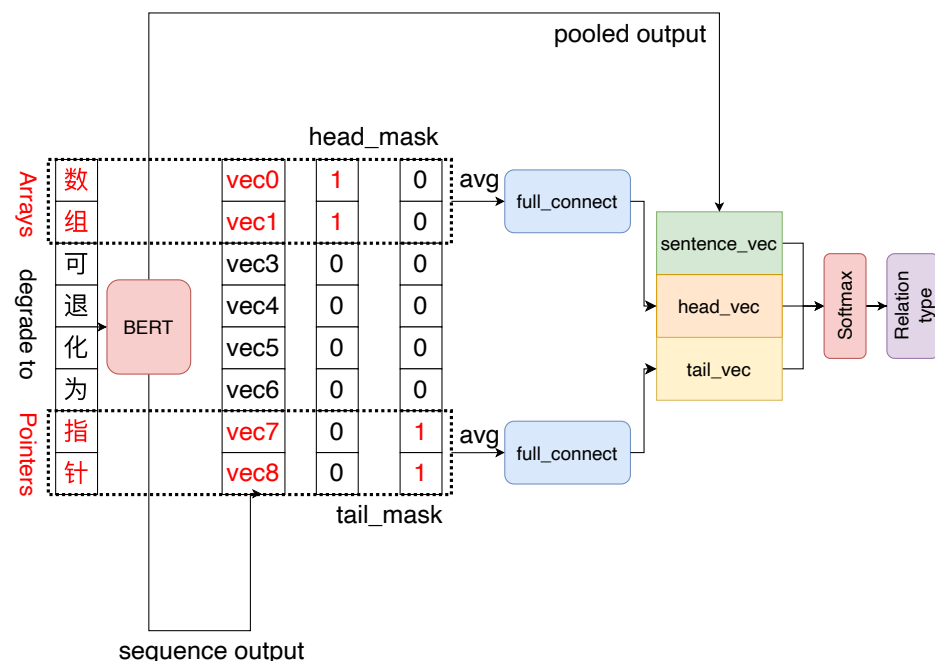 pooled output
head_mask
Arrays
degrade to
Pointers
数 vec0 1 0
组 vec1 1 0
可 vec3 0 0
退 vec4 0 0
化 vec5 0 0
为 vec6 0 0
指 vec7 0 1
针 vec8 0 1
BERT
avg
full_connect
avg
full_connect
sentence_vec
head_vec
tail_vec
Softmax
Relation
type
tail_mask
sequence output